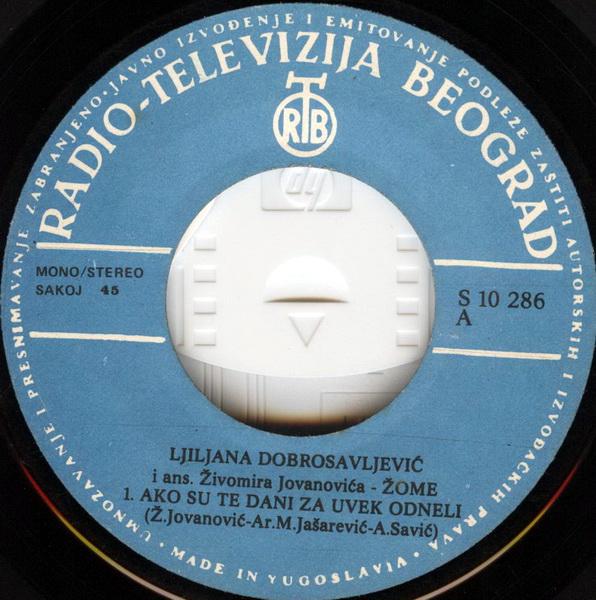 UMNOŽAVANJE I PRESNIMAVANJE ZABRANJENO • JAVNO IZVOĐENJE I EMITOVANJE PODLEŽE ZAŠTITI AUTORSKIH I IZVOĐAČKIH PRAVA
RADIO-TELEVIZIJA BEOGRAD
RTB
hp
MONO/STEREO
SAKOJ 45
S 10 286
A
LJILJANA DOBROSAVLJEVIĆ
i ans. Živomira Jovanovića - ŽOME
1. AKO SU TE DANI ZA UVEK ODNELI
(Ž.Jovanović-Ar.M.Jašarević-A.Savić)
MADE IN YUGOSLAVIA